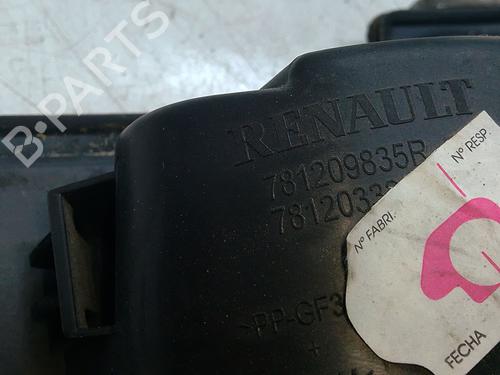 B-PARTS
RENAULT
781209835R
Nº RESP
Nº FABRI.
>PP-GF3
+
FECHA